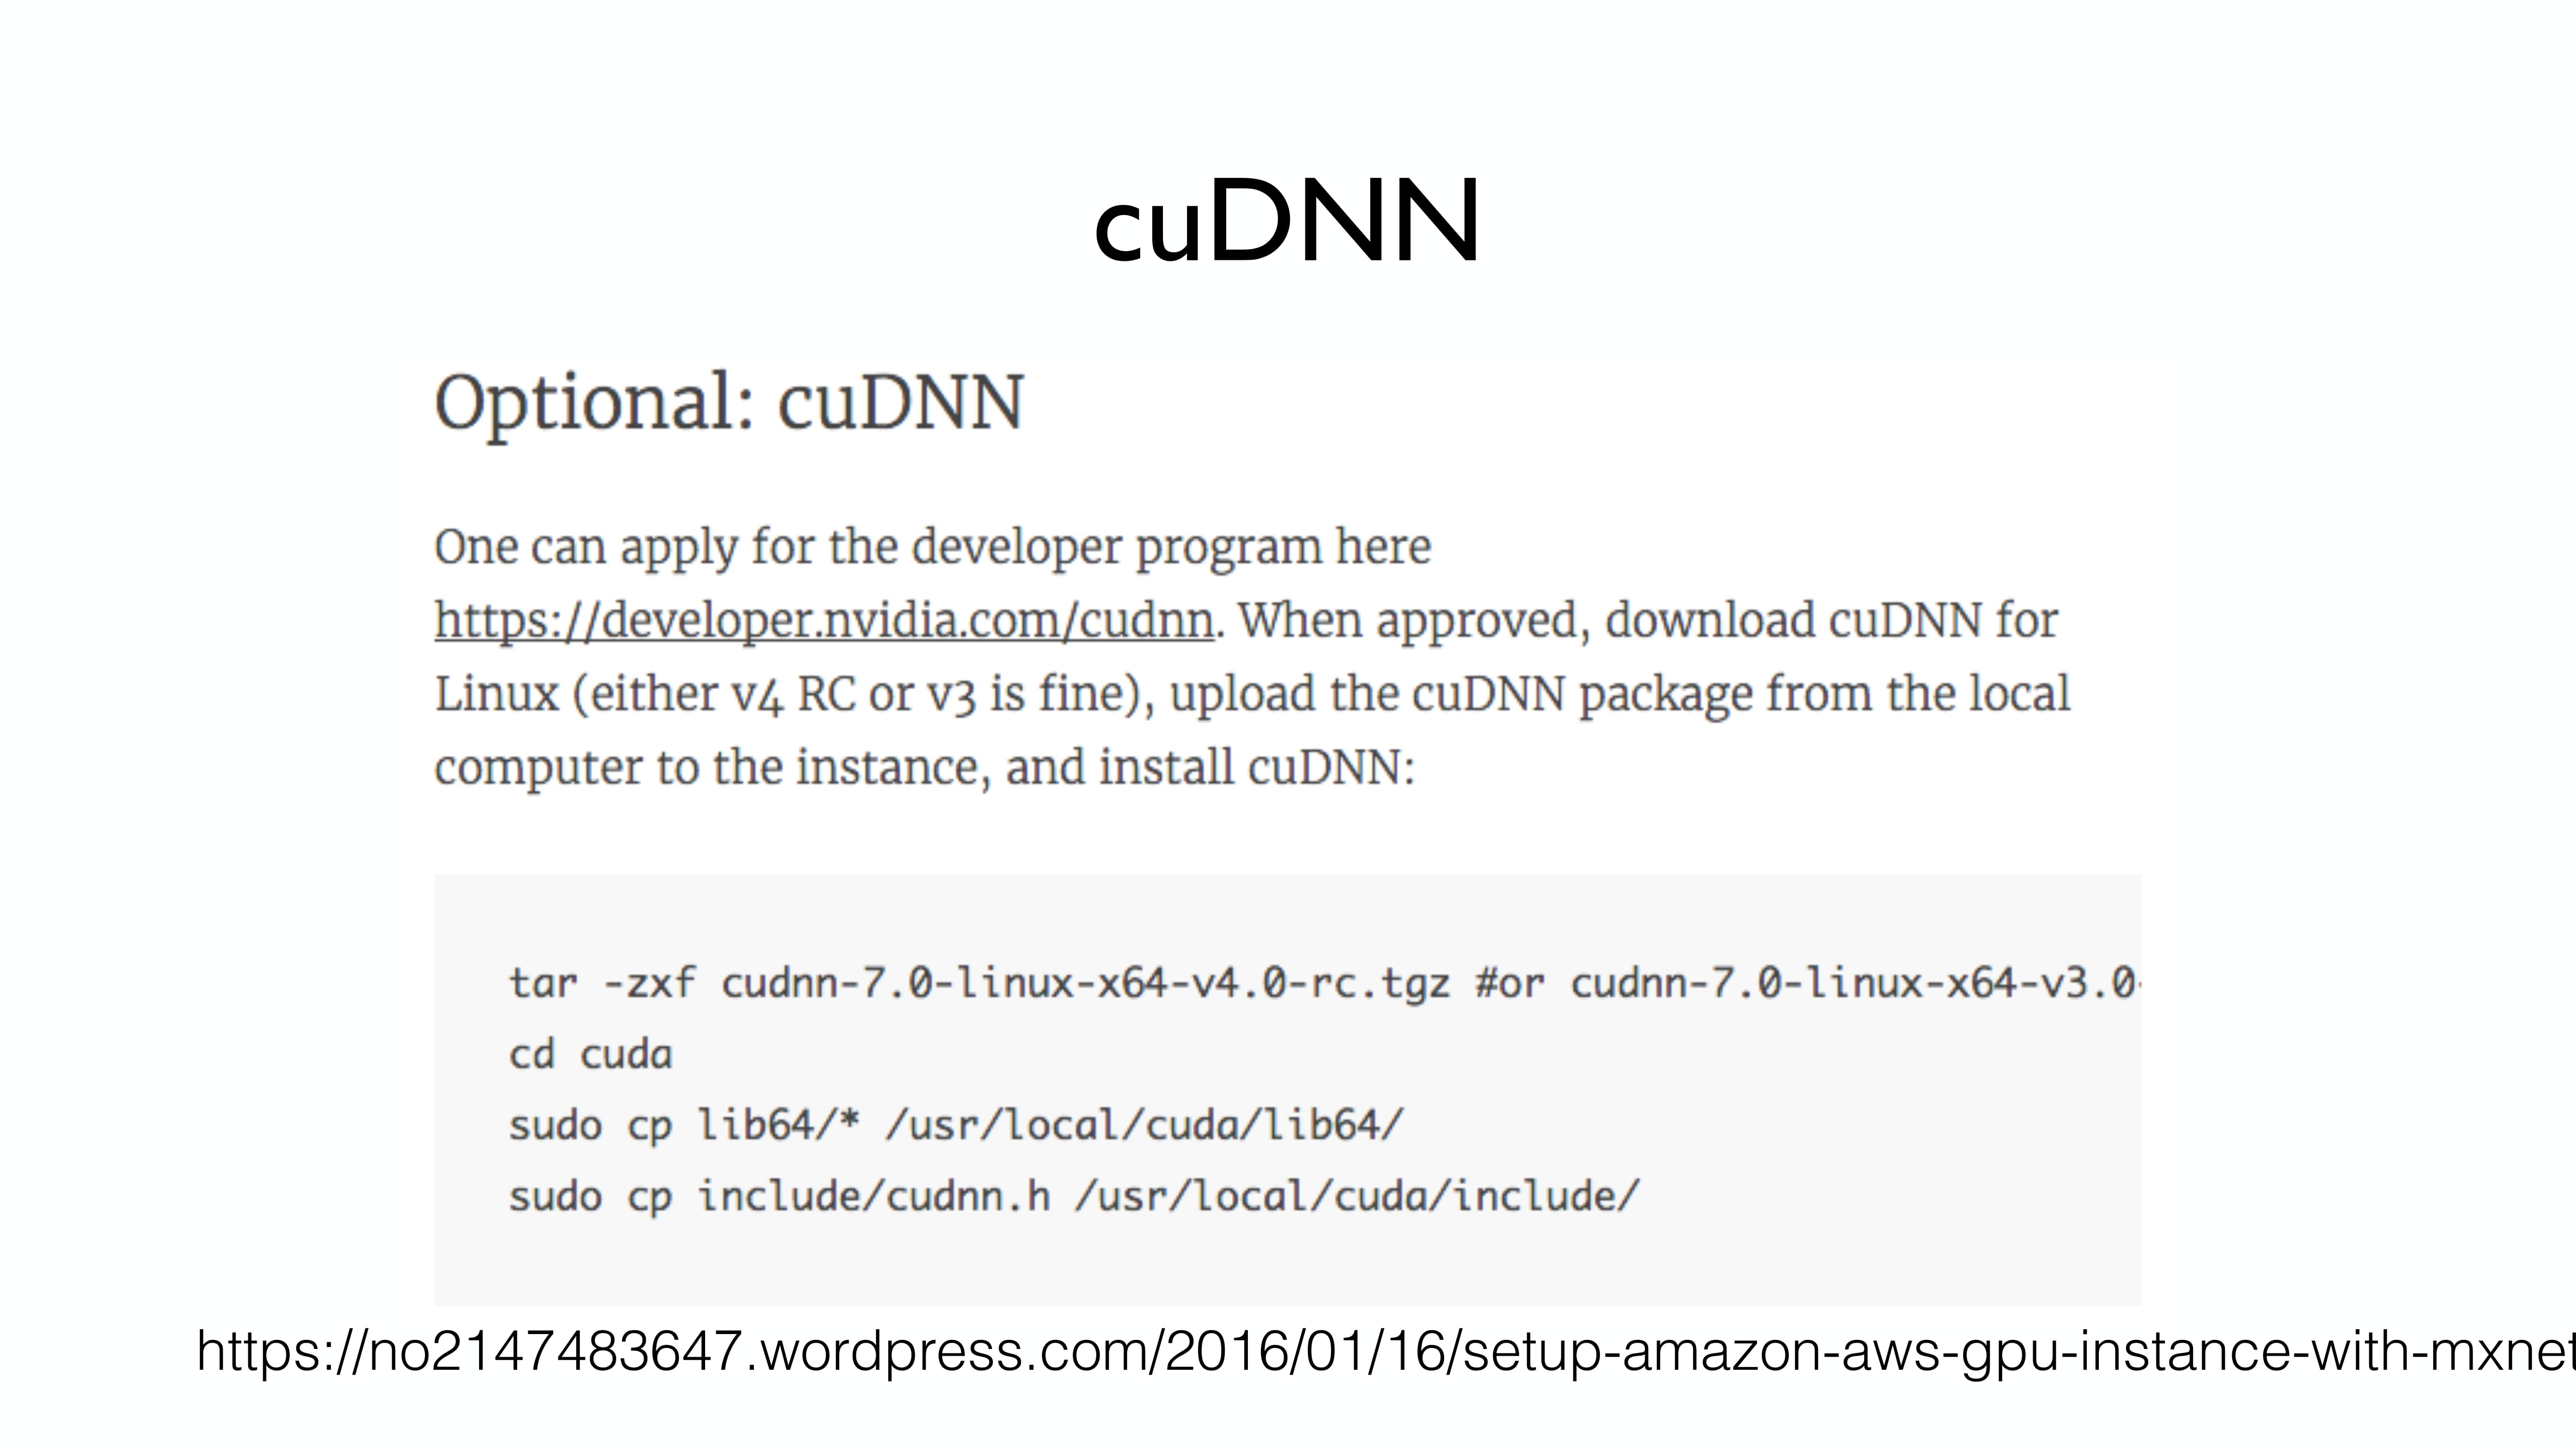 cuDNN
Optional: cuDNN
One can apply for the developer program here
https://developer.nvidia.com/cudnn. When approved, download cuDNN for
Linux (either v4 RC or v3 is fine), upload the cuDNN package from the local
computer to the instance, and install cuDNN:
tar -zxf cudnn-7.0-linux-x64-v4.0-rc.tgz #or cudnn-7.0-linux-x64-v3.0-
cd cuda
sudo cp lib64/* /usr/local/cuda/lib64/
sudo cp include/cudnn.h /usr/local/cuda/include/
https://no2147483647.wordpress.com/2016/01/16/setup-amazon-aws-gpu-instance-with-mxnet